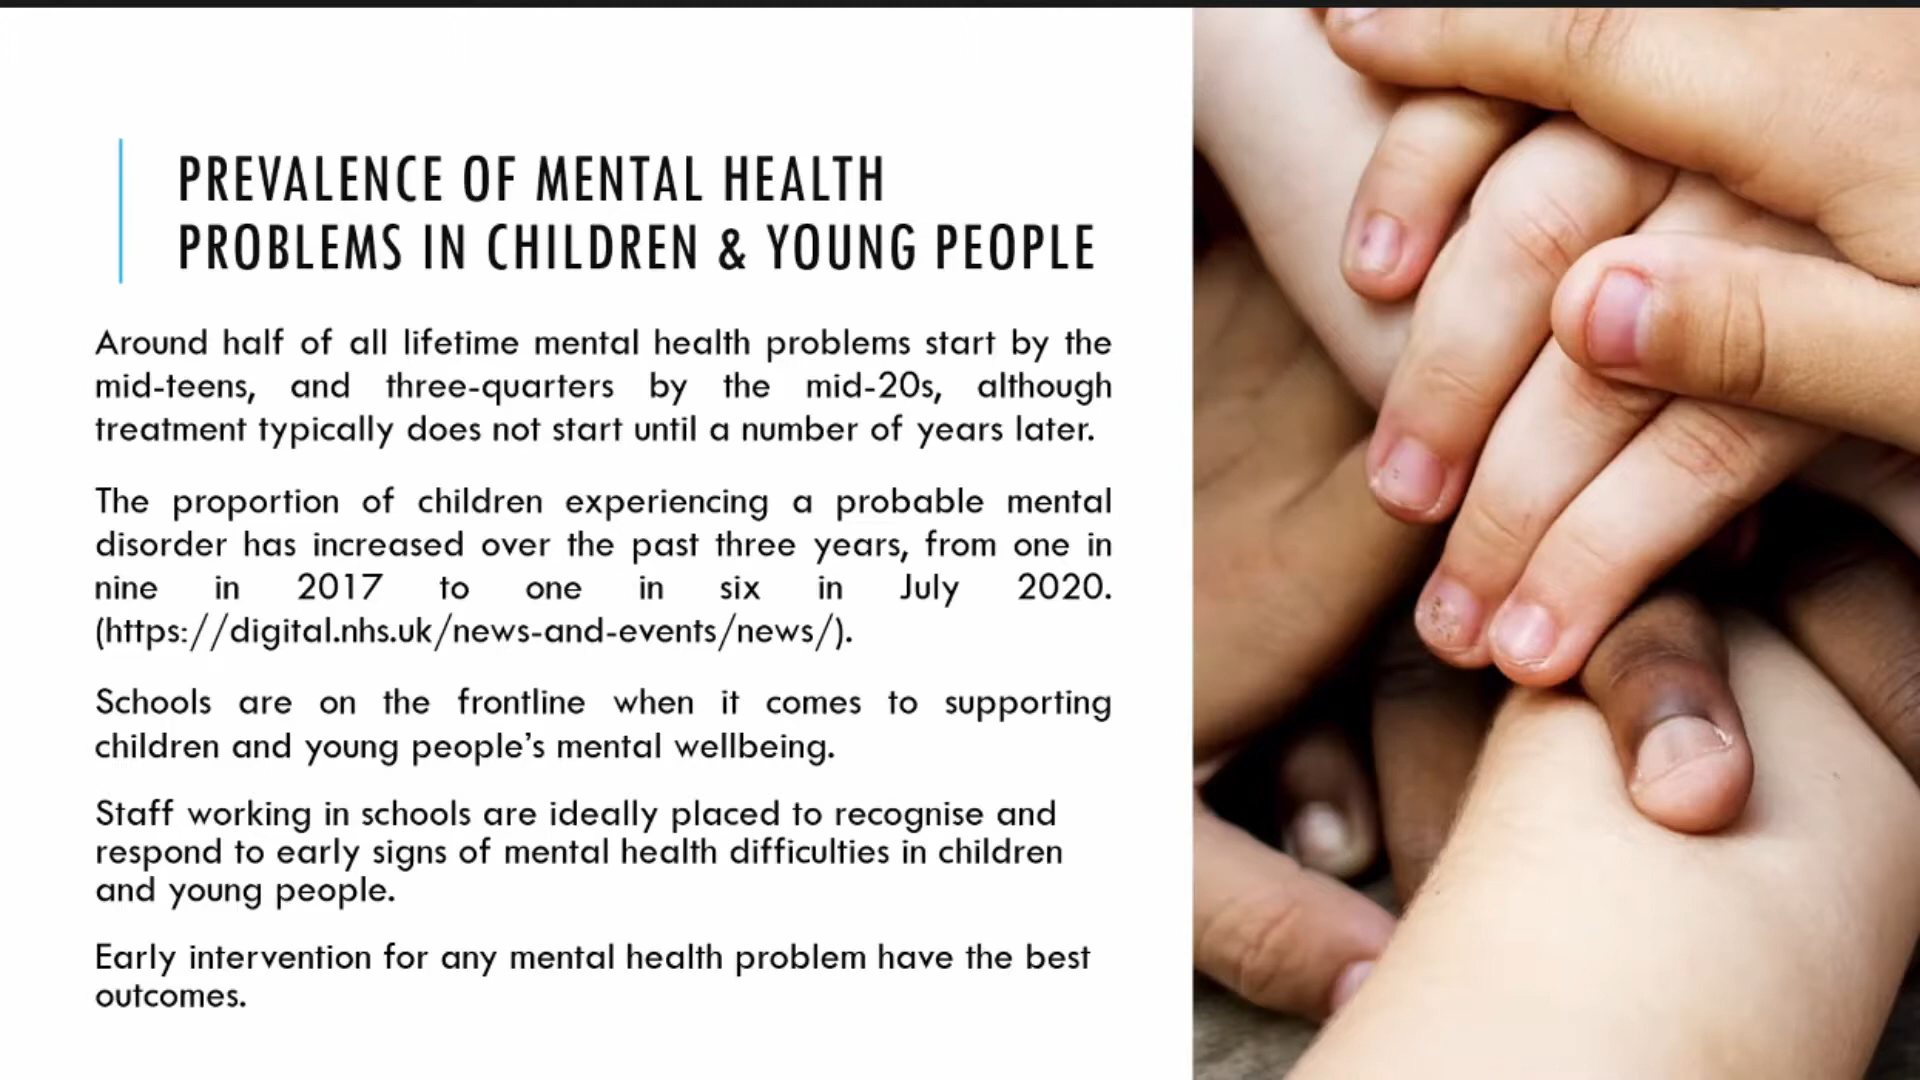 PREVALENCE OF MENTAL HEALTH
PROBLEMS IN CHILDREN & YOUNG PEOPLE
Around half of all lifetime mental health problems start by the
mid-teens, and three-quarters by the mid-20s, although
treatment typically does not start until a number of years later.
The proportion of children experiencing a probable mental
disorder has increased over the past three years, from one in
nine in 2017 to one in six in July 2020.
(https://digital.nhs.uk/news-and-events/news/).
Schools are on the frontline when it comes to supporting
children and young people’s mental wellbeing.
Staff working in schools are ideally placed to recognise and
respond to early signs of mental health difficulties in children
and young people.
Early intervention for any mental health problem have the best
outcomes.